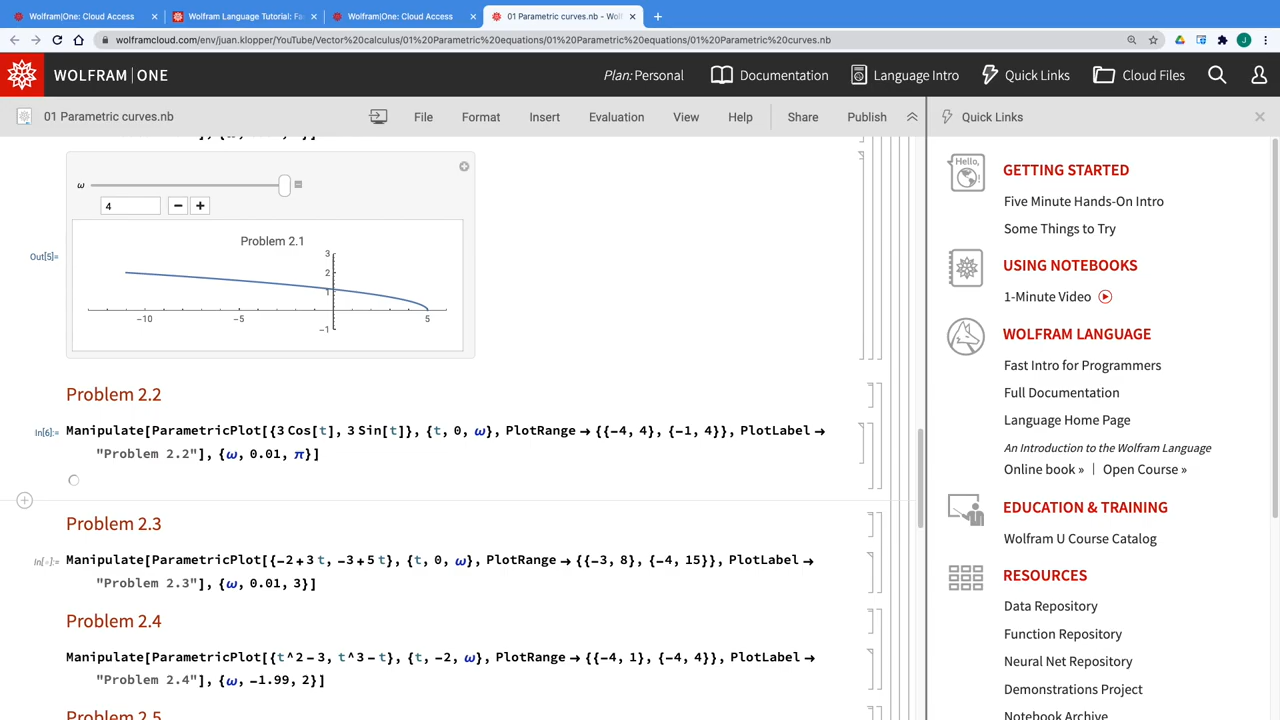 Wolfram|One: Cloud Access
Wolfram Language Tutorial: Fa
Wolfram|One: Cloud Access
01 Parametric curves.nb - Wol
wolframcloud.com/env/juan.klopper/YouTube/Vector%20calculus/01%20Parametric%20equations/01%20Parametric%20equations/01%20Parametric%20curves.nb
J
WOLFRAM | ONE
Plan: Personal
Documentation
Language Intro
Quick Links
Cloud Files
01 Parametric curves.nb
File Format Insert Evaluation View Help Share Publish
Quick Links
ω
4
Out[5]=
Problem 2.1
3
2
1
-10 -5 5
-1
Problem 2.2
In[6]:= Manipulate[ParametricPlot[{3 Cos[t], 3 Sin[t]}, {t, 0, ω}, PlotRange → {{-4, 4}, {-1, 4}}, PlotLabel →
"Problem 2.2"], {ω, 0.01, π}]
Problem 2.3
In[◦]:= Manipulate[ParametricPlot[{-2 + 3 t, -3 + 5 t}, {t, 0, ω}, PlotRange → {{-3, 8}, {-4, 15}}, PlotLabel →
"Problem 2.3"], {ω, 0.01, 3}]
Problem 2.4
Manipulate[ParametricPlot[{t^2 - 3, t^3 - t}, {t, -2, ω}, PlotRange → {{-4, 1}, {-4, 4}}, PlotLabel →
"Problem 2.4"], {ω, -1.99, 2}]
Problem 2.5
Hello,
GETTING STARTED
Five Minute Hands-On Intro
Some Things to Try
USING NOTEBOOKS
1-Minute Video
WOLFRAM LANGUAGE
Fast Intro for Programmers
Full Documentation
Language Home Page
An Introduction to the Wolfram Language
Online book » | Open Course »
EDUCATION & TRAINING
Wolfram U Course Catalog
RESOURCES
Data Repository
Function Repository
Neural Net Repository
Demonstrations Project
Notebook Archive